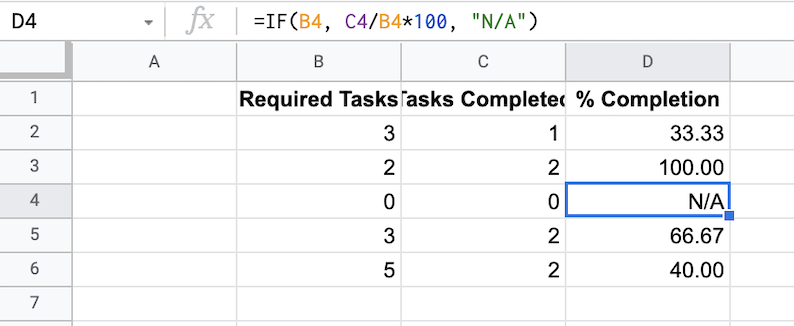 D4 fx =IF(B4, C4/B4*100, "N/A")
A B C D
1 Required Tasks Tasks Completed % Completion
2 3 1 33.33
3 2 2 100.00
4 0 0 N/A
5 3 2 66.67
6 5 2 40.00
7